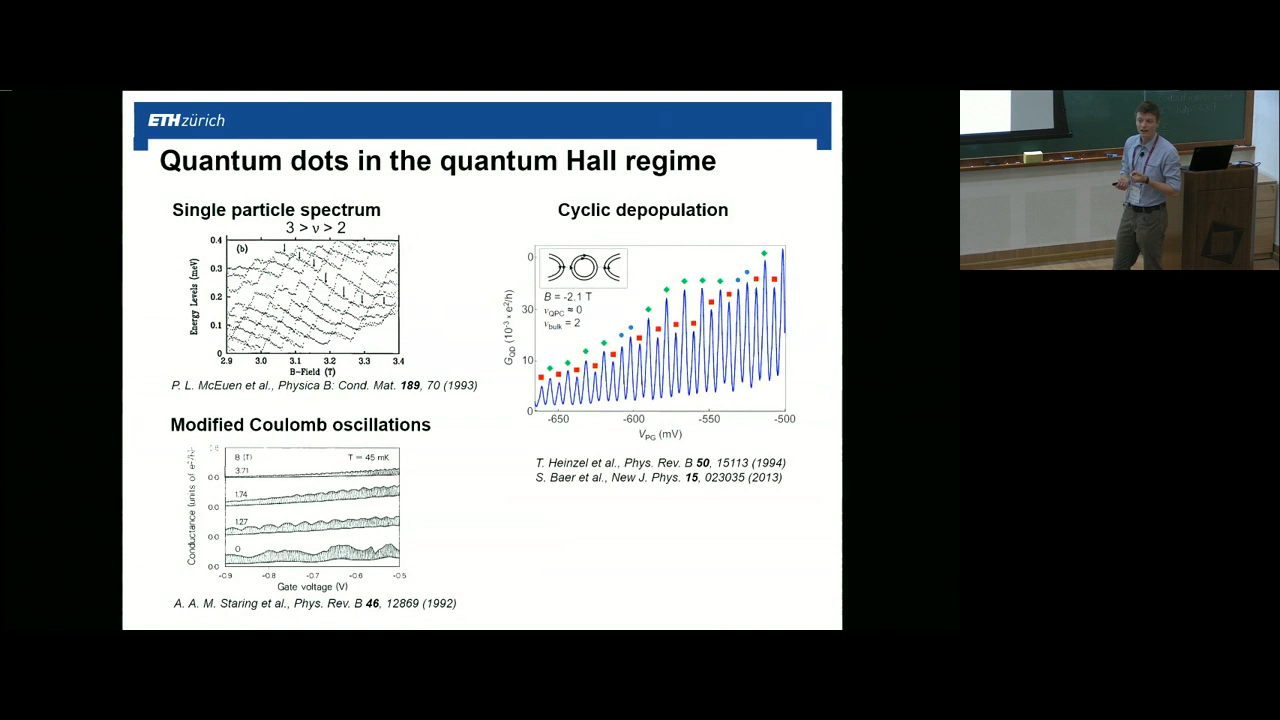 ETH zürich
Quantum dots in the quantum Hall regime
Single particle spectrum
3 > ν > 2
0.4
0.3
0.2
0.1
0
(b)
Energy Levels (meV)
2.9 3.0 3.1 3.2 3.3 3.4
B-Field (T)
P. L. McEuen et al., Physica B: Cond. Mat. 189, 70 (1993)
Modified Coulomb oscillations
B (T)
T = 45 mK
3.71
0.0
1.74
0.0
1.27
0.0
0
0.0
Conductance (units of e²/h)
-0.9 -0.8 -0.7 -0.6 -0.5
Gate voltage (V)
A. A. M. Staring et al., Phys. Rev. B 46, 12869 (1992)
Cyclic depopulation
B = -2.1 T
νQPC ≈ 0
νbulk = 2
0
30
10
0
GQD (10⁻³ × e²/h)
-650 -600 -550 -500
VPG (mV)
T. Heinzel et al., Phys. Rev. B 50, 15113 (1994)
S. Baer et al., New J. Phys. 15, 023035 (2013)